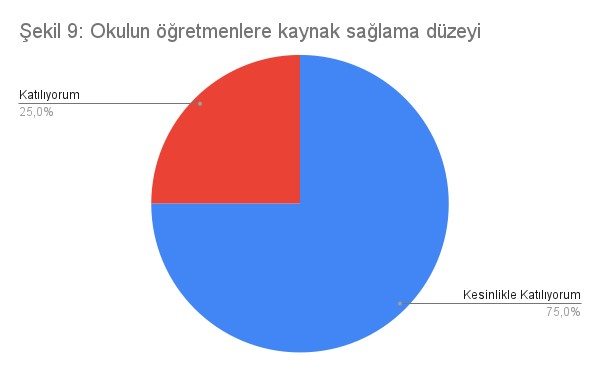 Şekil 9: Okulun öğretmenlere kaynak sağlama düzeyi
Katılıyorum
25,0%
Kesinlikle Katılıyorum
75,0%